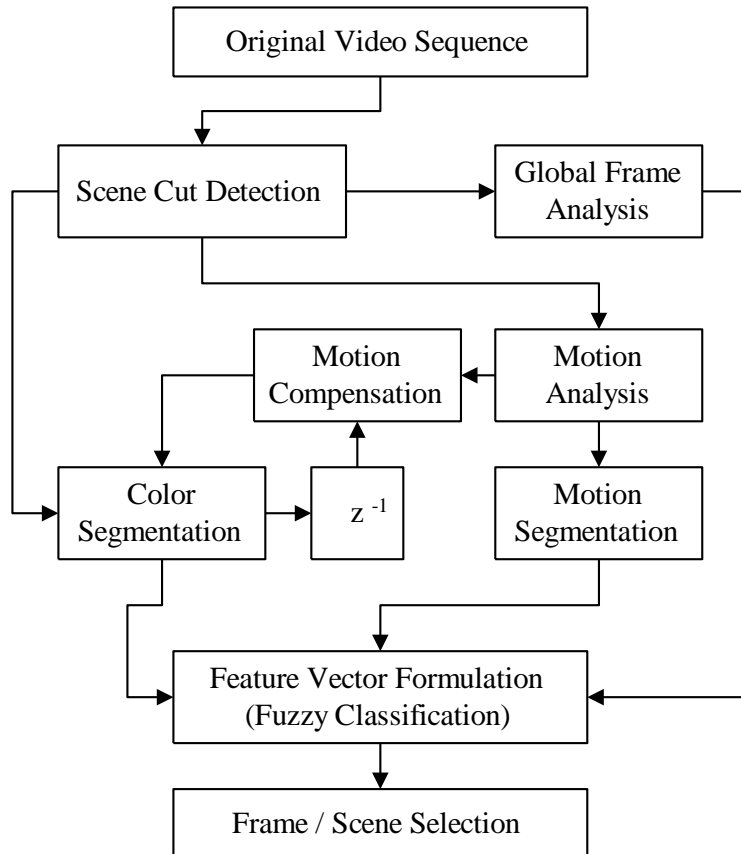 Original Video Sequence
Scene Cut Detection
Global Frame
Analysis
Motion
Compensation
Motion
Analysis
Color
Segmentation
z -1
Motion
Segmentation
Feature Vector Formulation
(Fuzzy Classification)
Frame / Scene Selection